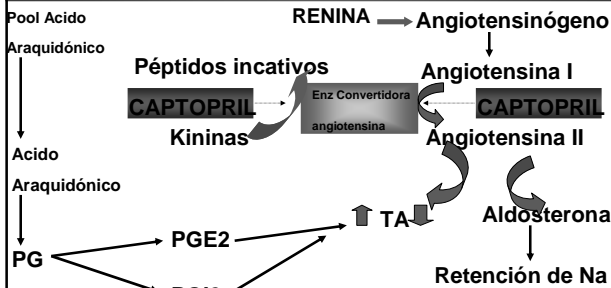 Pool Acido
Araquidónico
RENINA
Angiotensinógeno
Péptidos incativos
Angiotensina I
Enz Convertidora
angiotensina
CAPTOPRIL
CAPTOPRIL
Kininas
Angiotensina II
Acido
Araquidónico
TA
Aldosterona
PGE2
PG
Retención de Na